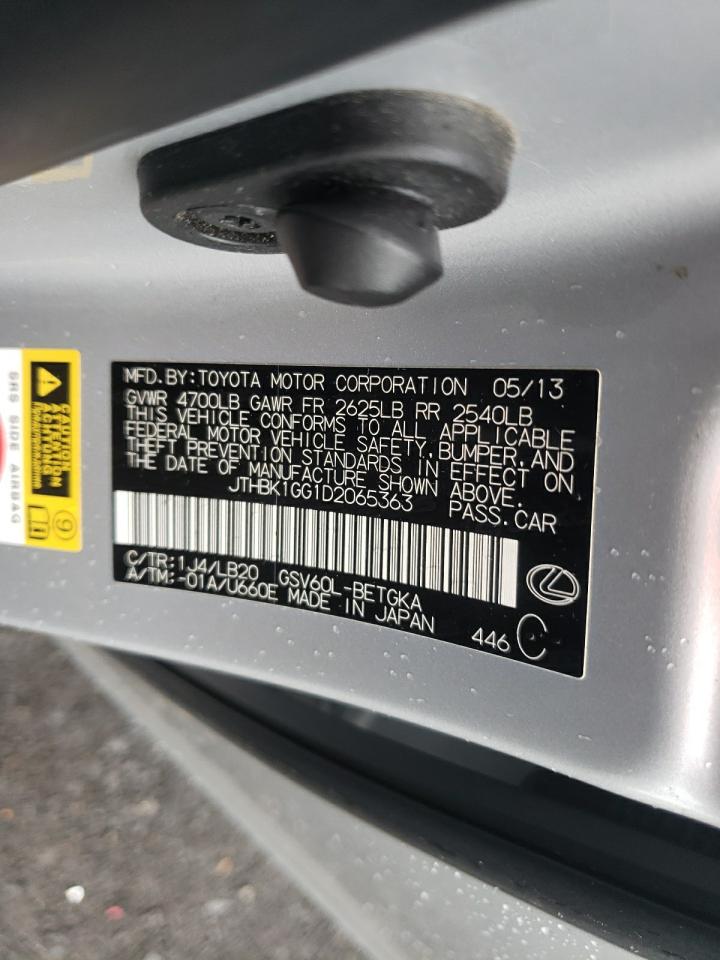 MFD.BY:TOYOTA MOTOR CORPORATION 05/13
GVWR 4700LB GAWR FR 2625LB RR 2540LB
THIS VEHICLE CONFORMS TO ALL APPLICABLE
FEDERAL MOTOR VEHICLE SAFETY,BUMPER,AND
THEFT PREVENTION STANDARDS IN EFFECT ON
THE DATE OF MANUFACTURE SHOWN ABOVE.
JTHBK1GG1D2065363 PASS.CAR
C/TR:1J4/LB20 GSV60L-BETGKA
A/TM:-01A/U660E MADE IN JAPAN
446 C
SRS SIDE AIRBAG
ATTENTION
9